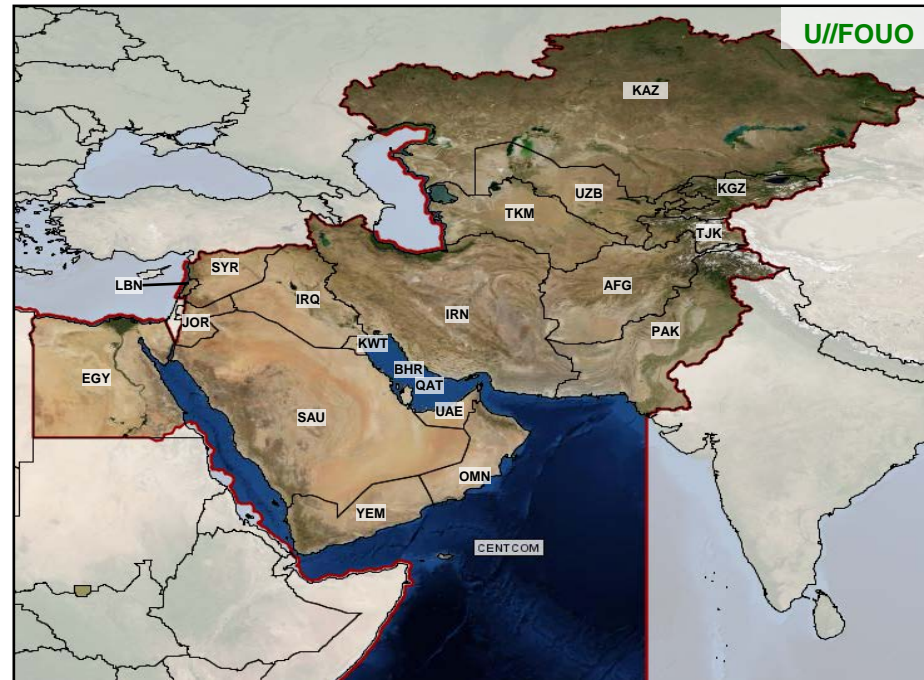 U//FOUO
KAZ
UZB
KGZ
TKM
TJK
SYR
LBN
AFG
IRQ
IRN
JOR
PAK
KWT
BHR
EGY
QAT
UAE
SAU
OMN
YEM
CENTCOM